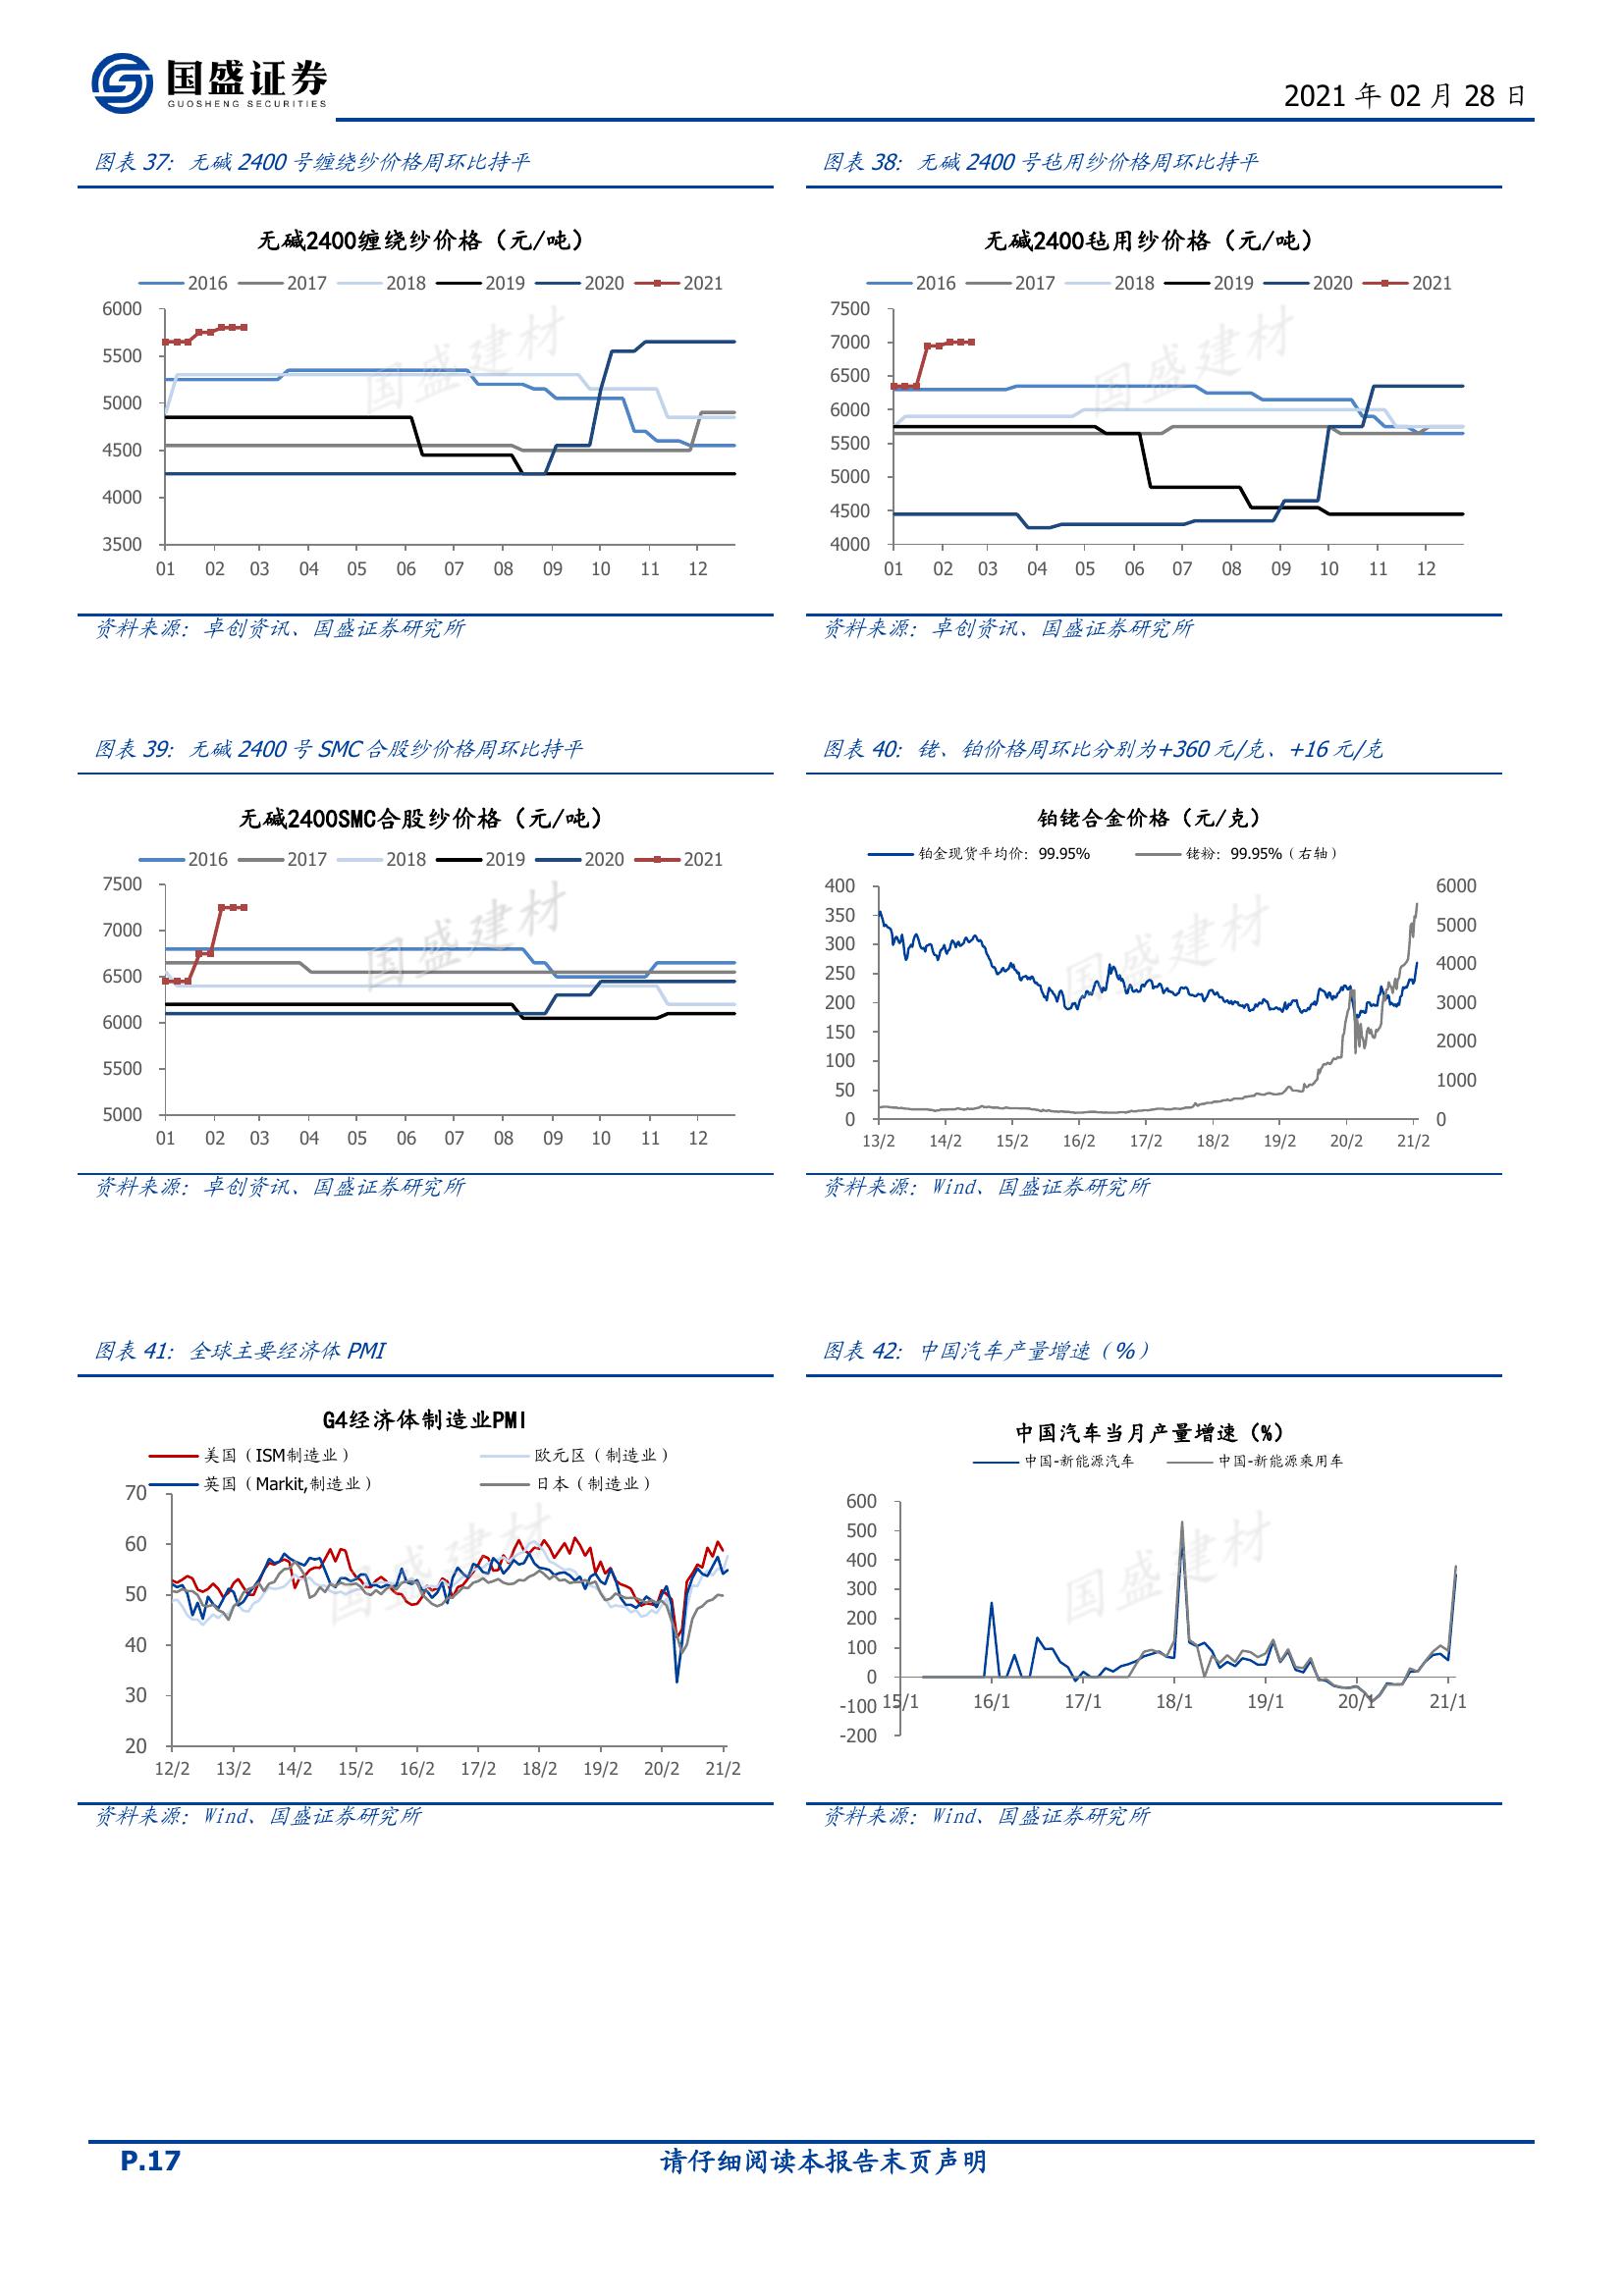 国盛证券
GUOSHENG SECURITIES
2021 年 02 月 28 日
图表 37：无碱 2400 号缠绕纱价格周环比持平
无碱2400缠绕纱价格（元/吨）
2016 2017 2018 2019 2020 2021
6000
5500
5000
4500
4000
3500
01 02 03 04 05 06 07 08 09 10 11 12
国盛建材
资料来源：卓创资讯、国盛证券研究所
图表 38：无碱 2400 号毡用纱价格周环比持平
无碱2400毡用纱价格（元/吨）
2016 2017 2018 2019 2020 2021
7500
7000
6500
6000
5500
5000
4500
4000
01 02 03 04 05 06 07 08 09 10 11 12
国盛建材
资料来源：卓创资讯、国盛证券研究所
图表 39：无碱 2400 号 SMC 合股纱价格周环比持平
无碱2400SMC合股纱价格（元/吨）
2016 2017 2018 2019 2020 2021
7500
7000
6500
6000
5500
5000
01 02 03 04 05 06 07 08 09 10 11 12
国盛建材
资料来源：卓创资讯、国盛证券研究所
图表 40：铑、铂价格周环比分别为+360 元/克、+16 元/克
铂铑合金价格（元/克）
铂金现货平均价：99.95% 铑粉：99.95%（右轴）
400 6000
350 5000
300 4000
250 3000
200 2000
150 1000
100 0
50
0
13/2 14/2 15/2 16/2 17/2 18/2 19/2 20/2 21/2
国盛建材
资料来源：Wind、国盛证券研究所
图表 41：全球主要经济体 PMI
G4经济体制造业PMI
美国（ISM制造业） 欧元区（制造业）
英国（Markit,制造业） 日本（制造业）
70
60
50
40
30
20
12/2 13/2 14/2 15/2 16/2 17/2 18/2 19/2 20/2 21/2
国盛建材
资料来源：Wind、国盛证券研究所
图表 42：中国汽车产量增速（%）
中国汽车当月产量增速（%）
中国-新能源汽车 中国-新能源乘用车
600
500
400
300
200
100
0
-100
-200
15/1 16/1 17/1 18/1 19/1 20/1 21/1
国盛建材
资料来源：Wind、国盛证券研究所
P.17
请仔细阅读本报告末页声明